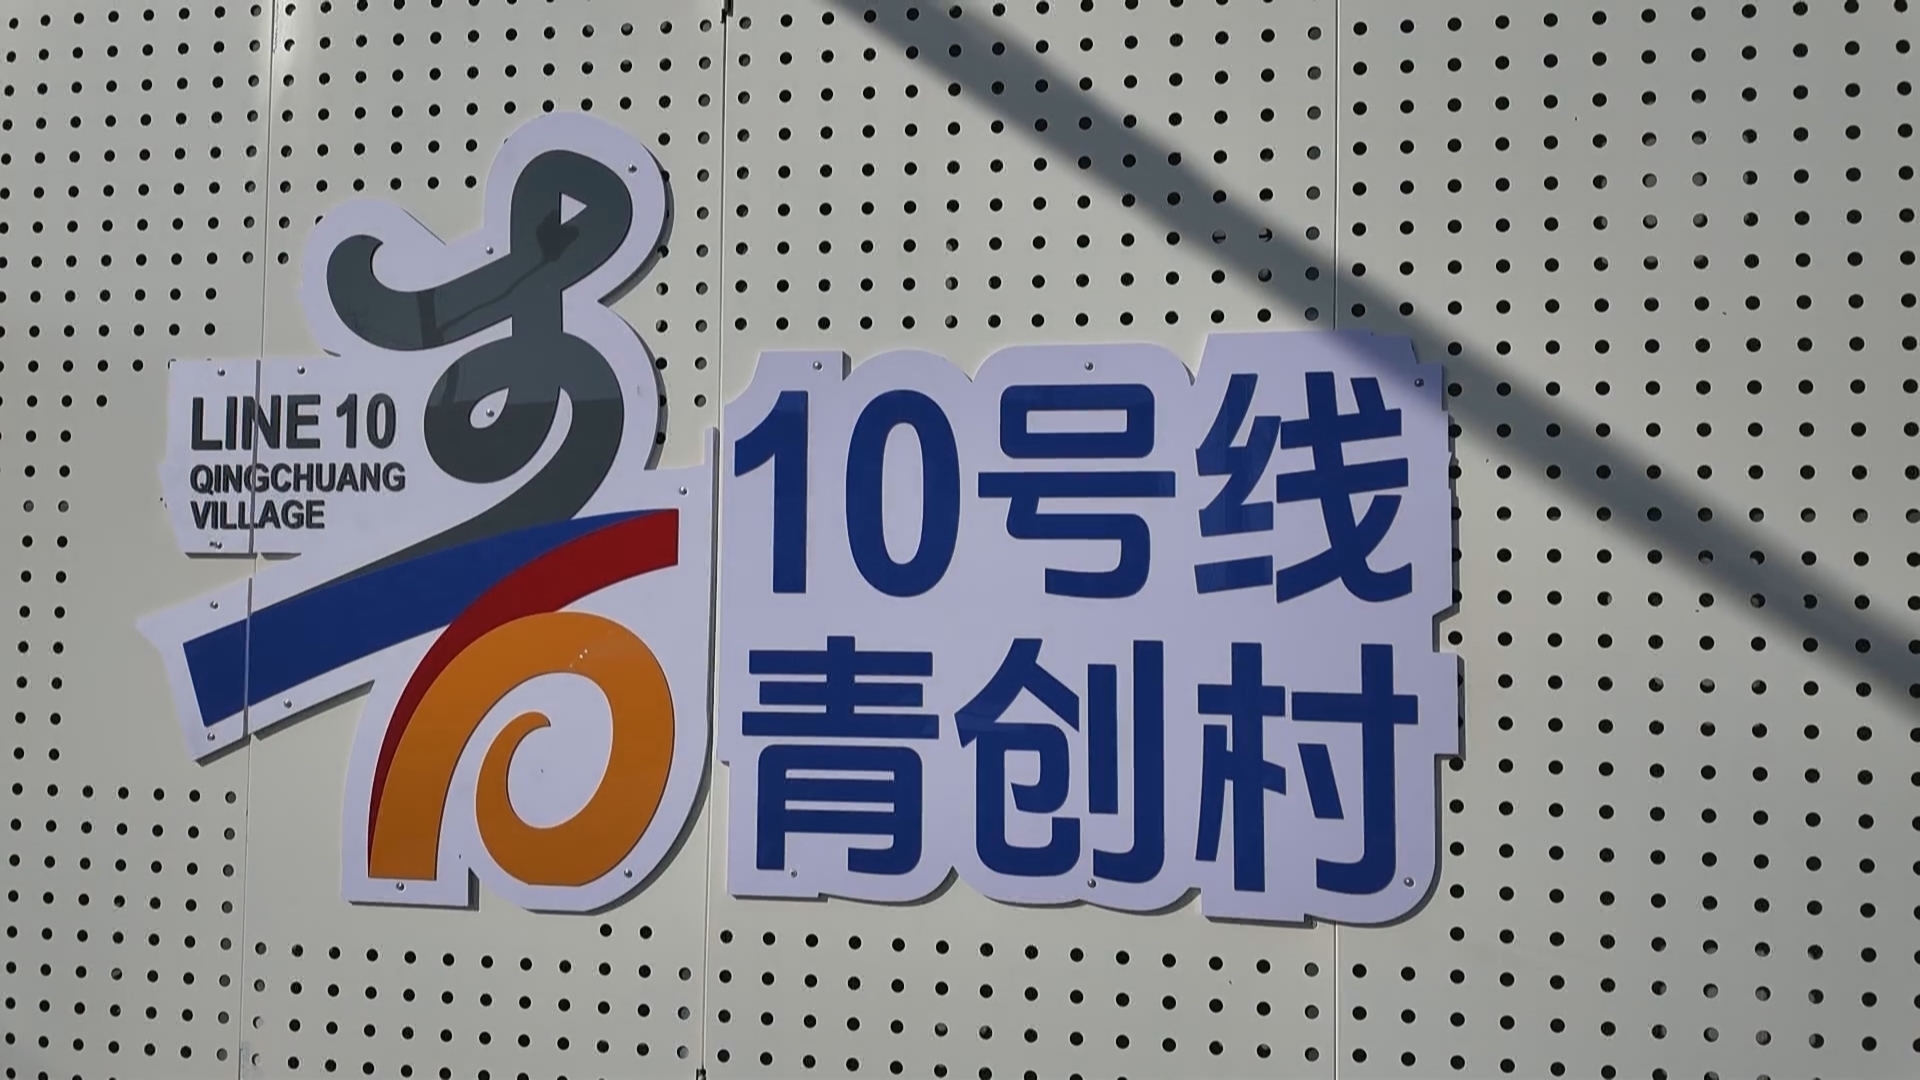 LINE 10
QINGCHUANG
VILLAGE
10号线
青创村